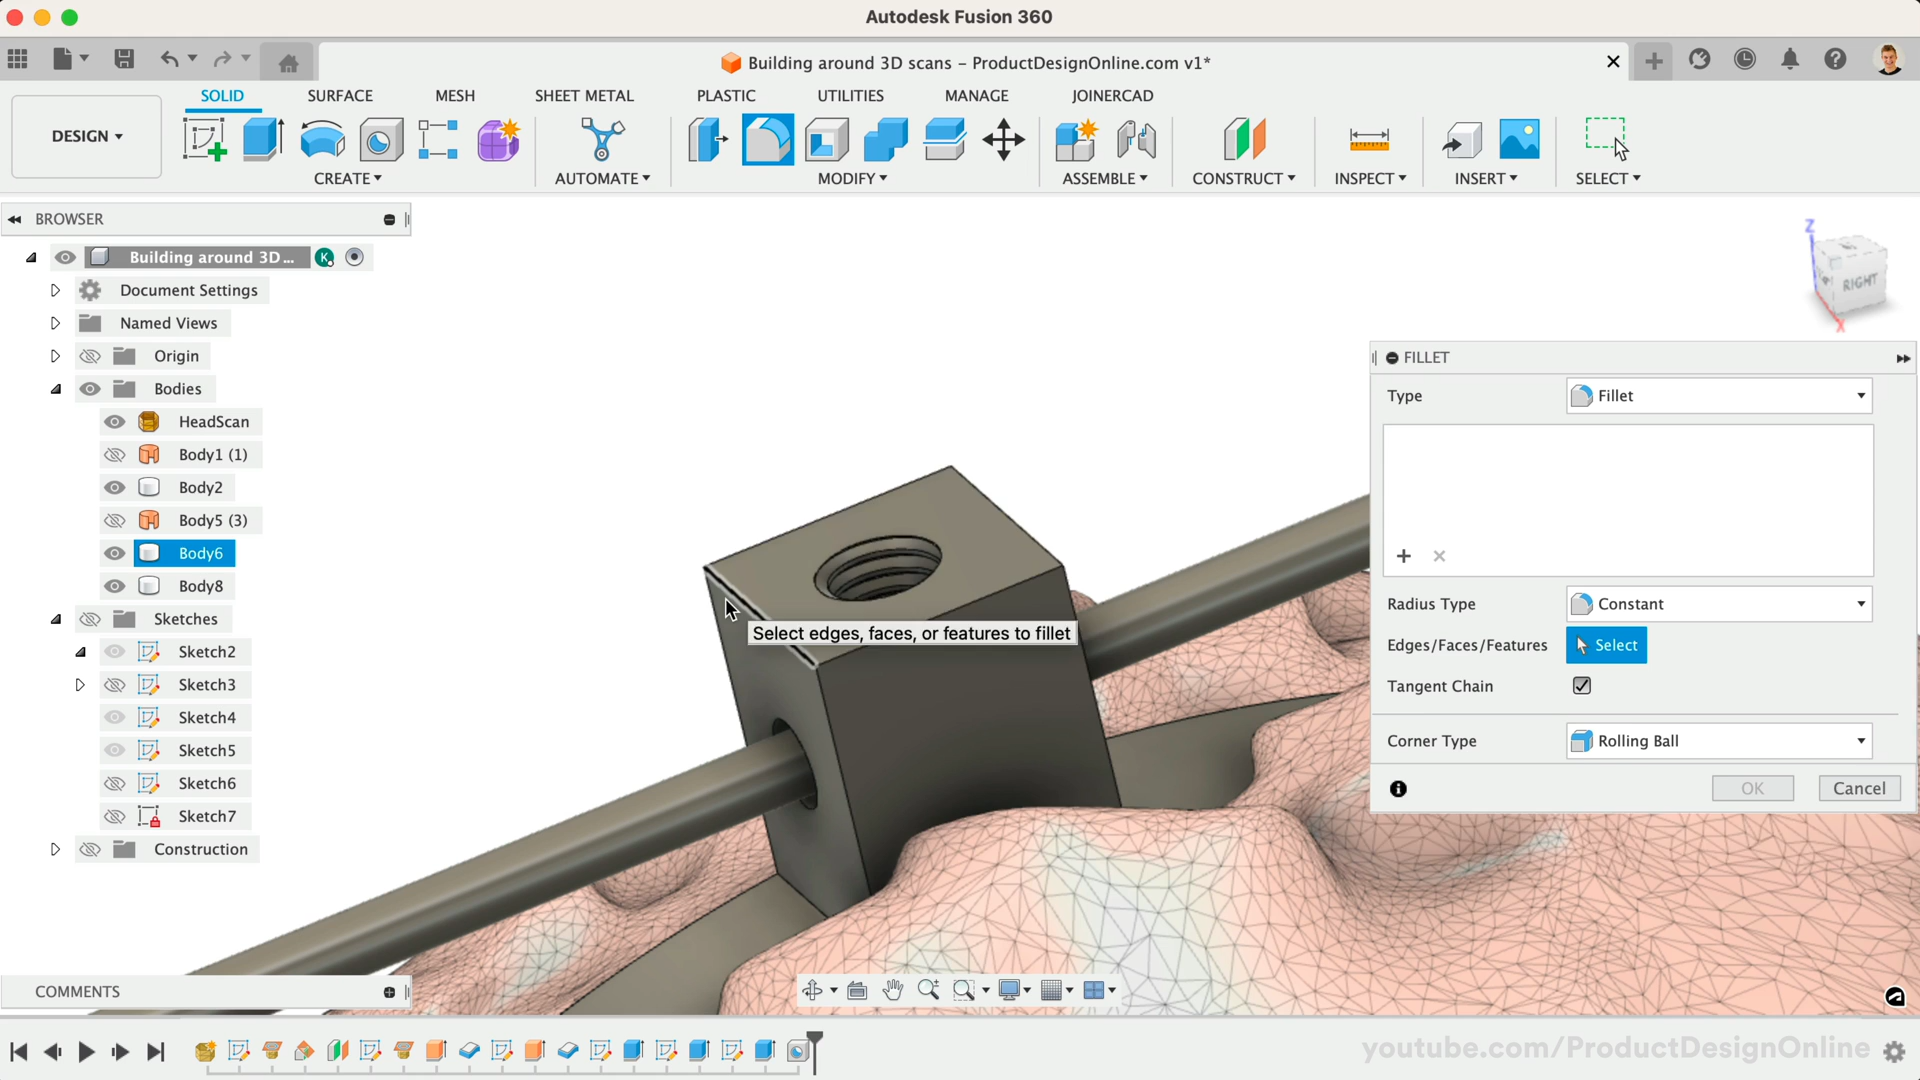 Autodesk Fusion 360
Building around 3D scans – ProductDesignOnline.com v1*
SOLID SURFACE MESH SHEET METAL PLASTIC UTILITIES MANAGE JOINERCAD
DESIGN
CREATE AUTOMATE MODIFY ASSEMBLE CONSTRUCT INSPECT INSERT SELECT
BROWSER
Building around 3D...
K
Document Settings
Named Views
Origin
Bodies
HeadScan
Body1 (1)
Body2
Body5 (3)
Body6
Body8
Sketches
Sketch2
Sketch3
Sketch4
Sketch5
Sketch6
Sketch7
Construction
Z
RIGHT
X
Select edges, faces, or features to fillet
FILLET
Type Fillet
Radius Type Constant
Edges/Faces/Features Select
Tangent Chain
Corner Type Rolling Ball
OK Cancel
COMMENTS
youtube.com/ProductDesignOnline